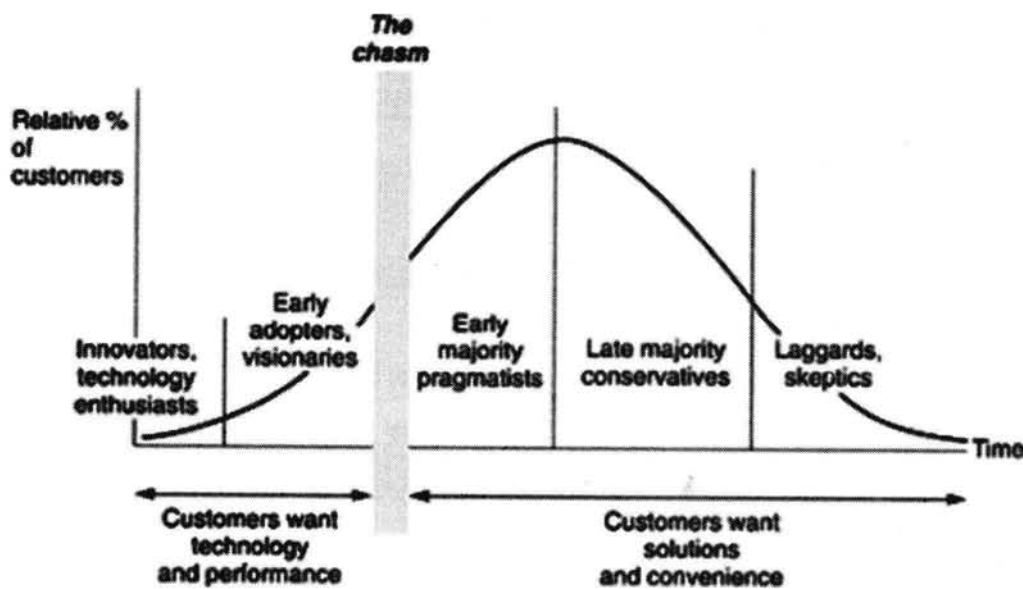 The
chasm
Relative %
of
customers
Innovators,
technology
enthusiasts
Early
adopters,
visionaries
Early
majority
pragmatists
Late majority
conservatives
Laggards,
skeptics
Time
Customers want
technology
and performance
Customers want
solutions
and convenience